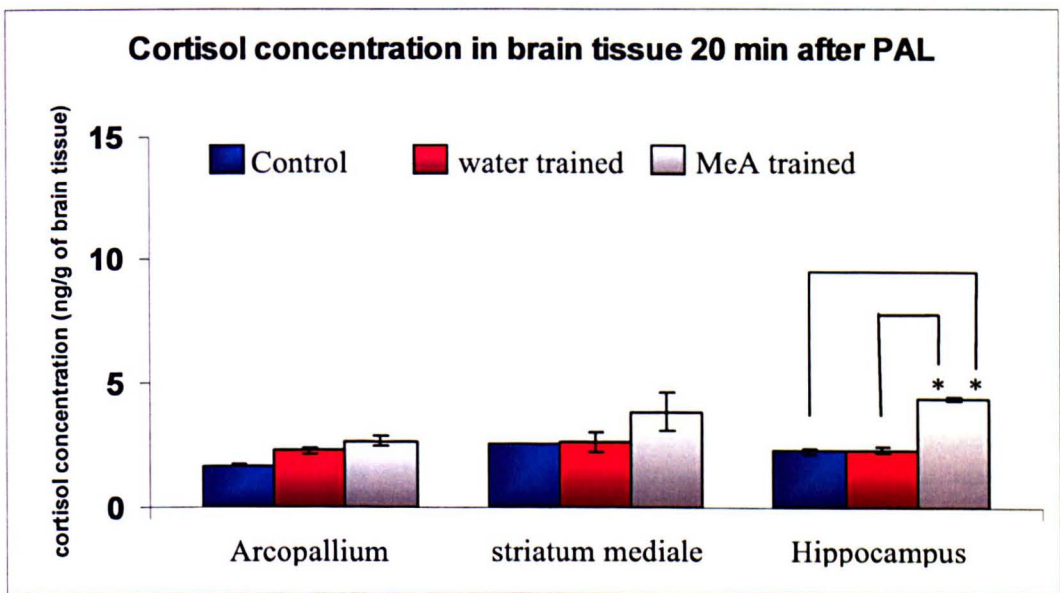 Cortisol concentration in brain tissue 20 min after PAL
cortisol concentration (ng/g of brain tissue)
15
10
5
0
Control water trained MeA trained
* *
Arcopallium striatum mediale Hippocampus